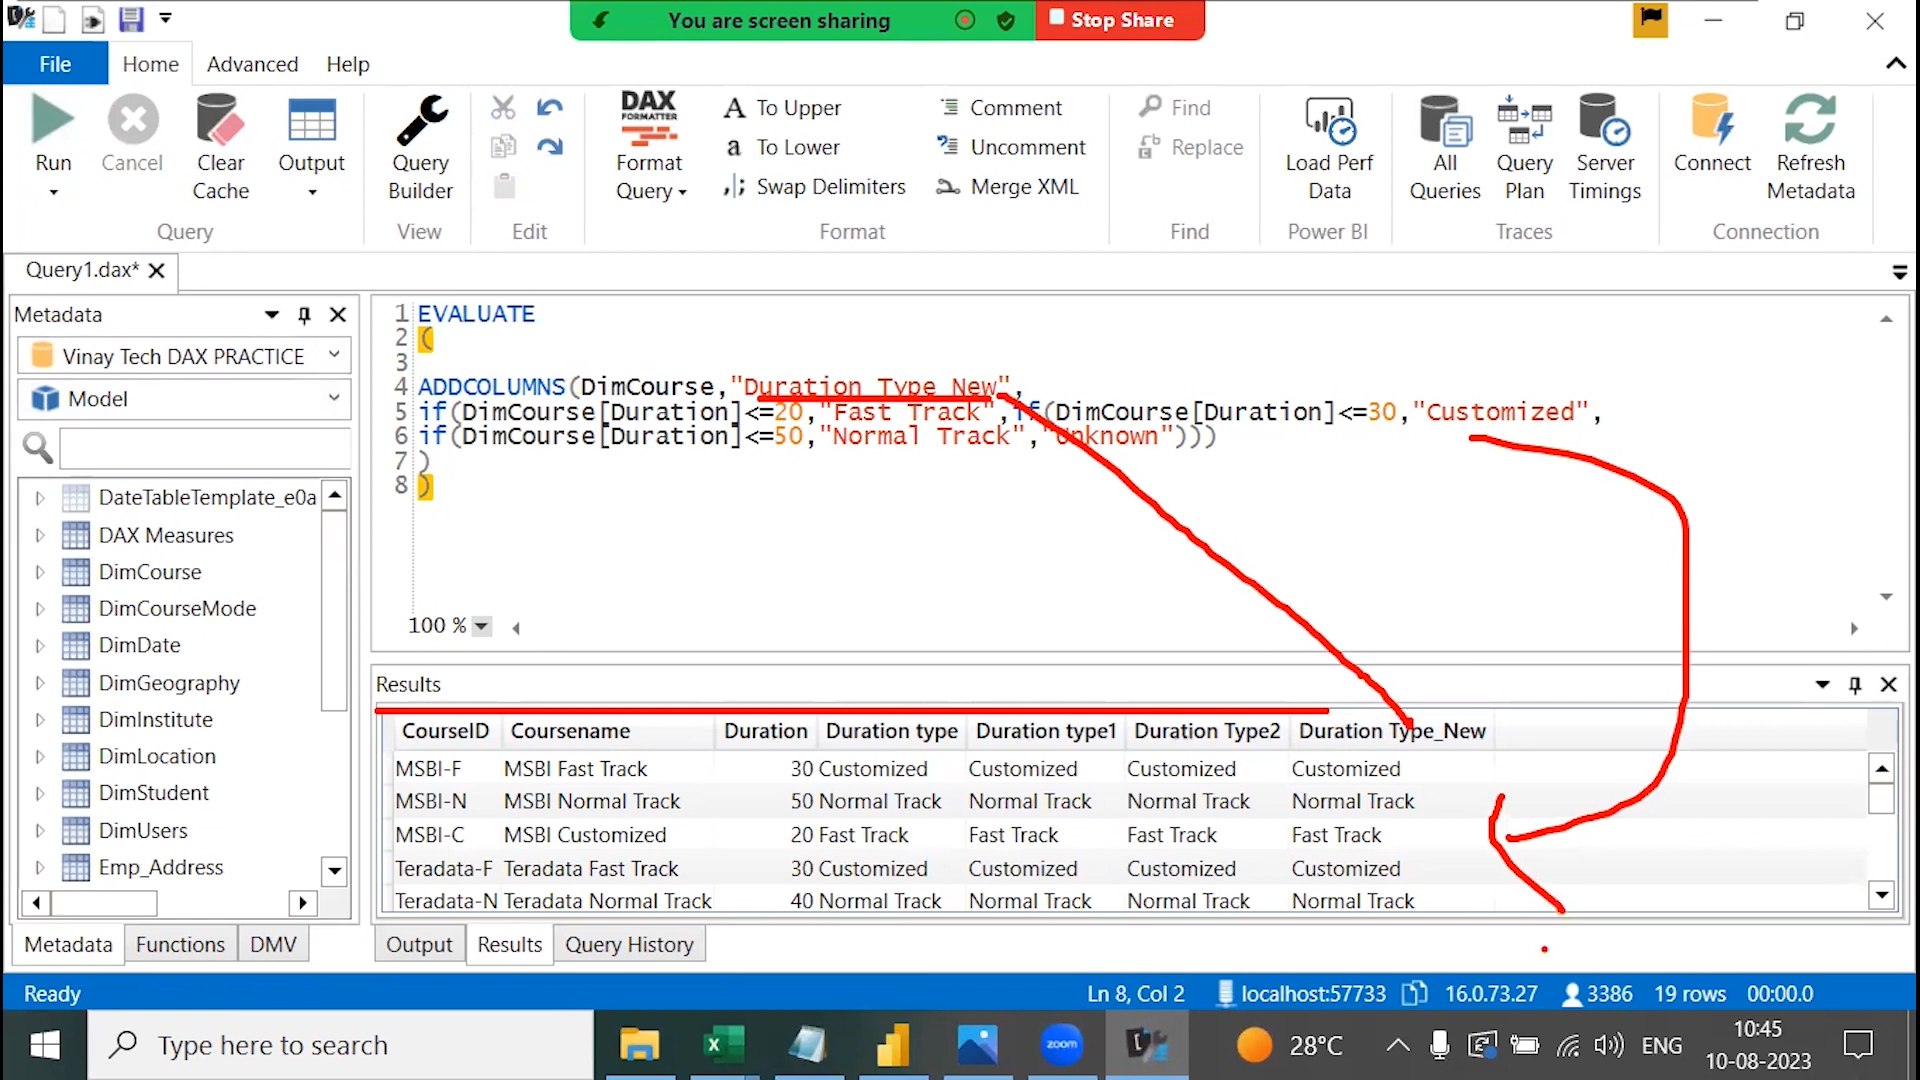 You are screen sharing
Stop Share
File Home Advanced Help
Run
Cancel
Clear Cache
Output
Query
Query Builder
View
Edit
DAX
FORMATTER
Format Query
To Upper
To Lower
Swap Delimiters
Comment
Uncomment
Merge XML
Format
Find
Replace
Find
Load Perf Data
Power BI
All Queries
Query Plan
Server Timings
Traces
Connect
Refresh Metadata
Connection
Query1.dax*
Metadata
Vinay Tech DAX PRACTICE
Model
DateTableTemplate_e0a
DAX Measures
DimCourse
DimCourseMode
DimDate
DimGeography
DimInstitute
DimLocation
DimStudent
DimUsers
Emp_Address
Metadata Functions DMV
1 EVALUATE
2 (
3
4 ADDCOLUMNS(DimCourse,"Duration Type_New",
5 if(DimCourse[Duration]<=20,"Fast Track",if(DimCourse[Duration]<=30,"Customized",
6 if(DimCourse[Duration]<=50,"Normal Track","Unknown")))
7 )
8 )
100 %
Results
CourseID Coursename Duration Duration type Duration type1 Duration Type2 Duration Type_New
MSBI-F MSBI Fast Track 30 Customized Customized Customized Customized
MSBI-N MSBI Normal Track 50 Normal Track Normal Track Normal Track Normal Track
MSBI-C MSBI Customized 20 Fast Track Fast Track Fast Track Fast Track
Teradata-F Teradata Fast Track 30 Customized Customized Customized Customized
Teradata-N Teradata Normal Track 40 Normal Track Normal Track Normal Track Normal Track
Output Results Query History
Ready
Ln 8, Col 2 localhost:57733 16.0.73.27 3386 19 rows 00:00.0
Type here to search
zoom
28°C
ENG
10:45
10-08-2023